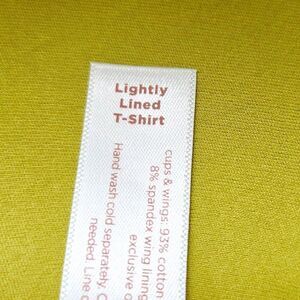 Lightly
Lined
T-Shirt
cups & wings: 93% cotton
8% spandex wing lining
exclusive
Hand wash cold separately.
needed. Line